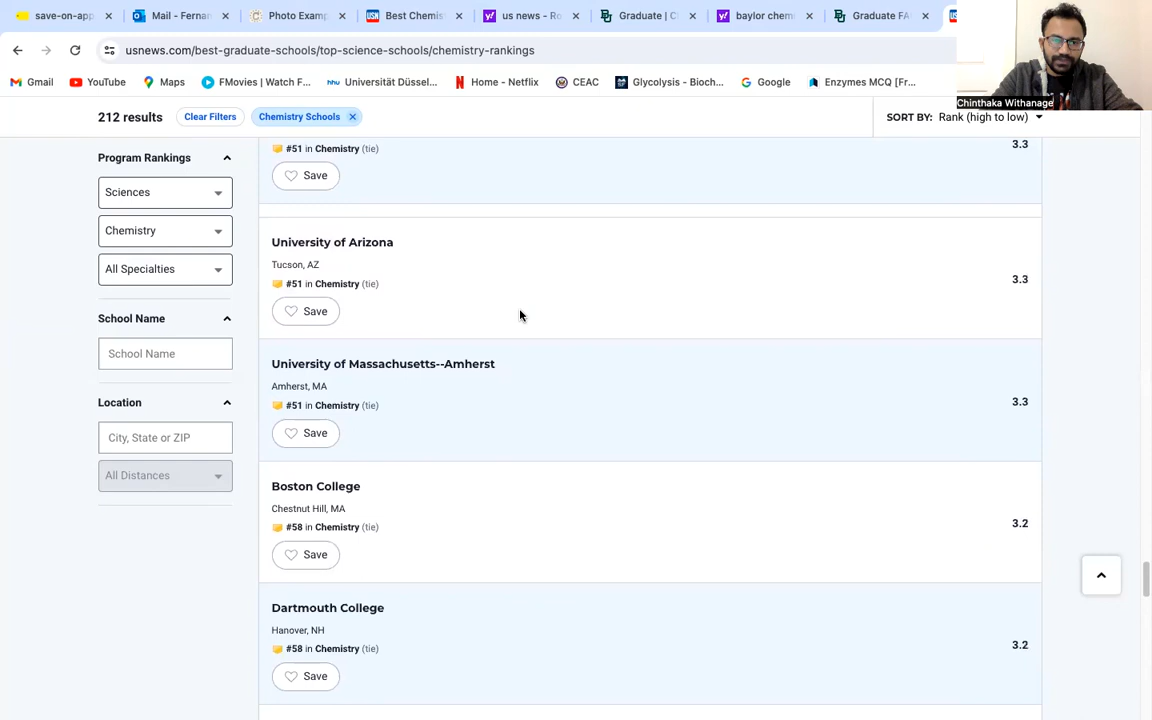 save-on-app
Mail - Fernan
Photo Examp
Best Chemis
us news - Ro
Graduate | C
baylor chem
Graduate FA
usnews.com/best-graduate-schools/top-science-schools/chemistry-rankings
Gmail
YouTube
Maps
FMovies | Watch F...
Universität Düssel...
Home - Netflix
CEAC
Glycolysis - Bioch...
Google
Enzymes MCQ [Fr...
Chinthaka Withanage
212 results
Clear Filters
Chemistry Schools
SORT BY: Rank (high to low)
Program Rankings
Sciences
Chemistry
All Specialties
School Name
School Name
Location
City, State or ZIP
All Distances
#51 in Chemistry (tie)
3.3
Save
University of Arizona
Tucson, AZ
#51 in Chemistry (tie)
3.3
Save
University of Massachusetts--Amherst
Amherst, MA
#51 in Chemistry (tie)
3.3
Save
Boston College
Chestnut Hill, MA
#58 in Chemistry (tie)
3.2
Save
Dartmouth College
Hanover, NH
#58 in Chemistry (tie)
3.2
Save